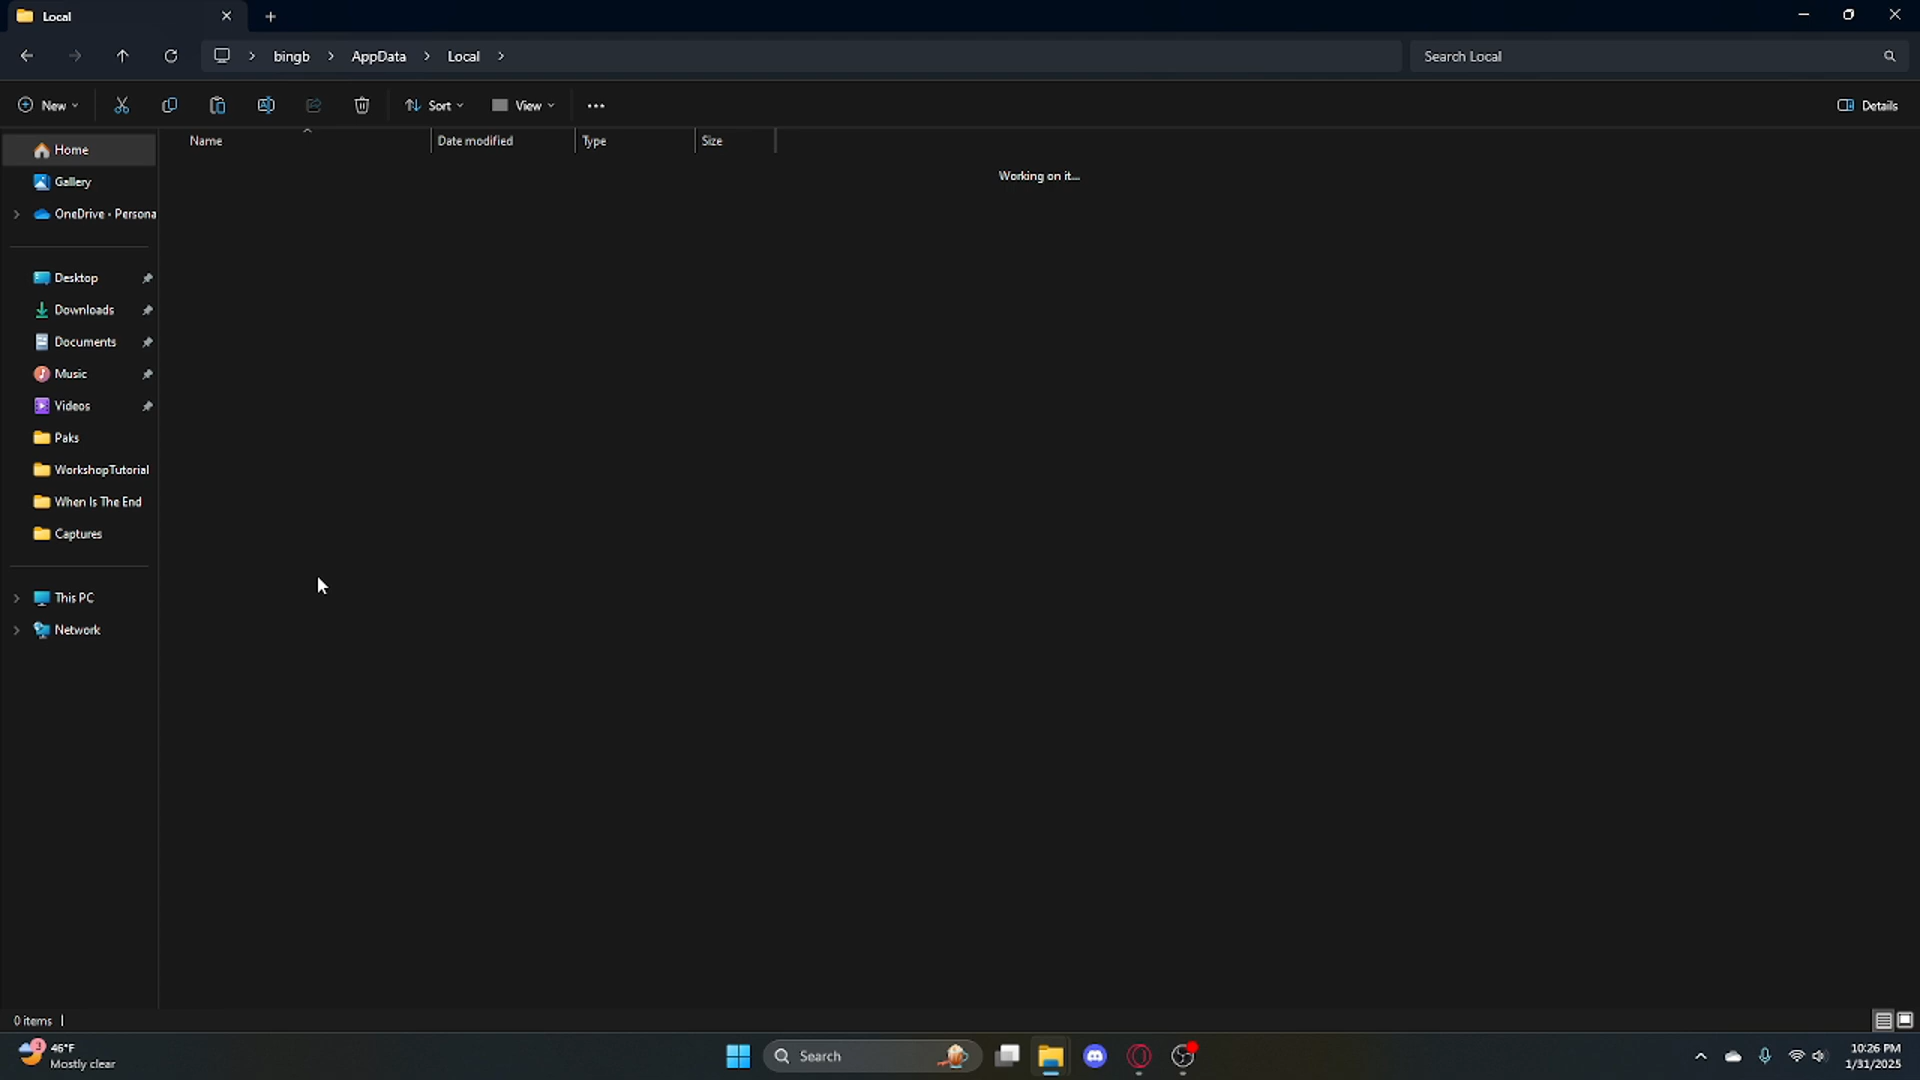 Local
bingb
AppData
Local
Search Local
New
Sort
View
Details
Name
Date modified
Type
Size
Working on it...
Home
Gallery
OneDrive - Persona
Desktop
Downloads
Documents
Music
Videos
Paks
WorkshopTutorial
When Is The End
Captures
This PC
Network
0 items
3
46°F
Mostly clear
Search
10:26 PM
1/31/2025